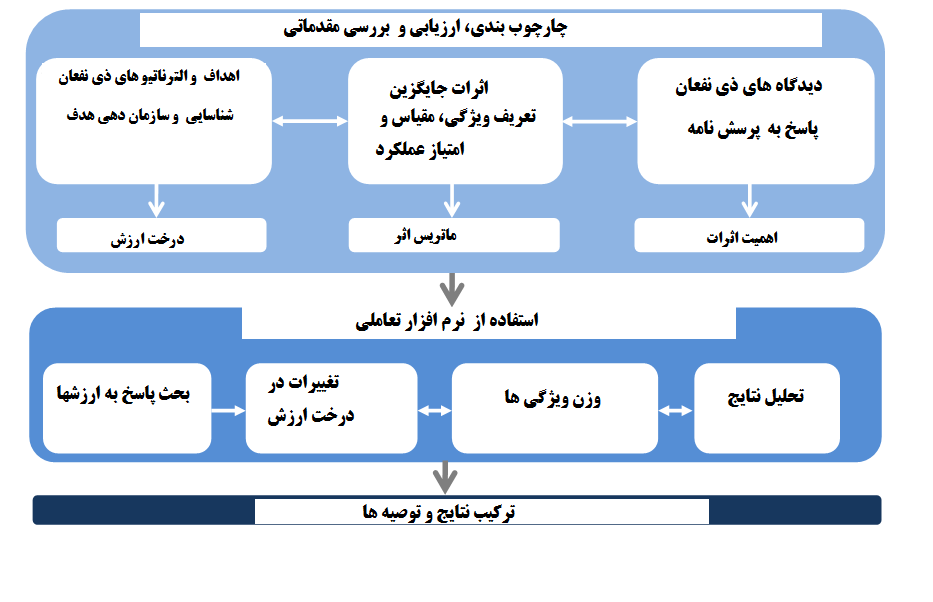 چارچوب بندی، ارزیابی و بررسی مقدماتی
دیدگاه های ذی نفعان
پاسخ به پرسش نامه
اثرات جایگزین
تعریف ویژگی، مقیاس و
امتیاز عملکرد
اهداف و الترناتیو های ذی نفعان
شناسایی و سازمان دهی هدف
اهمیت اثرات
ماتریس اثر
درخت ارزش
استفاده از نرم افزار تعاملی
بحث پاسخ به ارزشها
تغییرات در
درخت ارزش
وزن ویژگی ها
تحلیل نتایج
ترکیب نتایج و توصیه ها